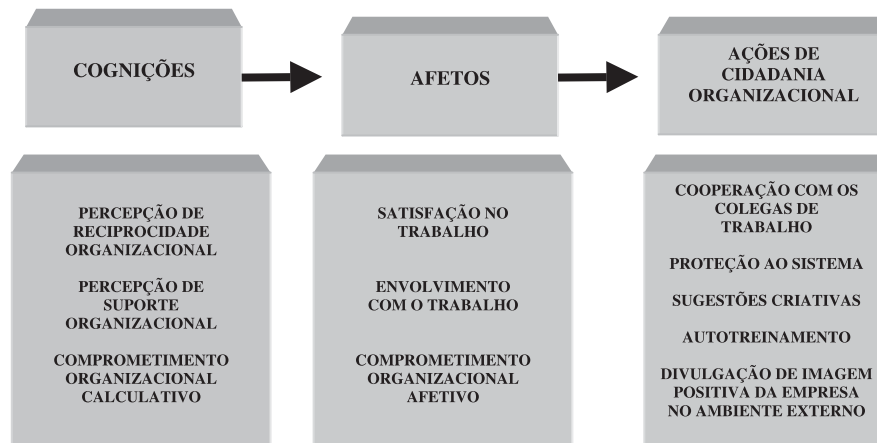 COGNIÇÕES
AFETOS
AÇÕES DE
CIDADANIA
ORGANIZACIONAL
PERCEPÇÃO DE
RECIPROCIDADE
ORGANIZACIONAL
PERCEPÇÃO DE
SUPORTE
ORGANIZACIONAL
COMPROMETIMENTO
ORGANIZACIONAL
CALCULATIVO
SATISFAÇÃO NO
TRABALHO
ENVOLVIMENTO
COM O TRABALHO
COMPROMETIMENTO
ORGANIZACIONAL
AFETIVO
COOPERAÇÃO COM OS
COLEGAS DE
TRABALHO
PROTEÇÃO AO SISTEMA
SUGESTÕES CRIATIVAS
AUTOTREINAMENTO
DIVULGAÇÃO DE IMAGEM
POSITIVA DA EMPRESA
NO AMBIENTE EXTERNO